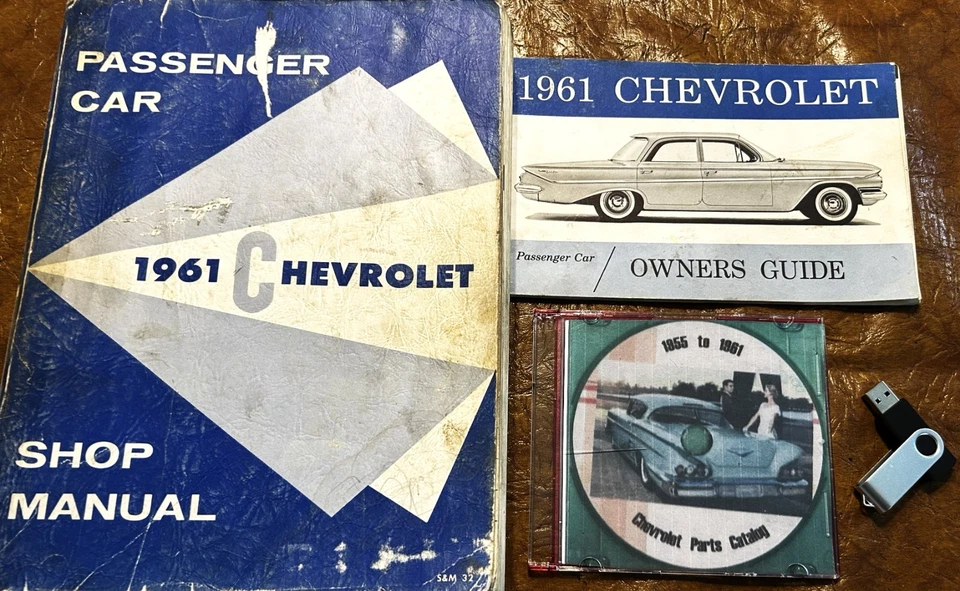 PASSENGER
CAR
1961 CHEVROLET
SHOP
MANUAL
S&M 32
1961 CHEVROLET
Passenger Car / OWNERS GUIDE
1955 to 1961
Chevrolet Parts Catalog